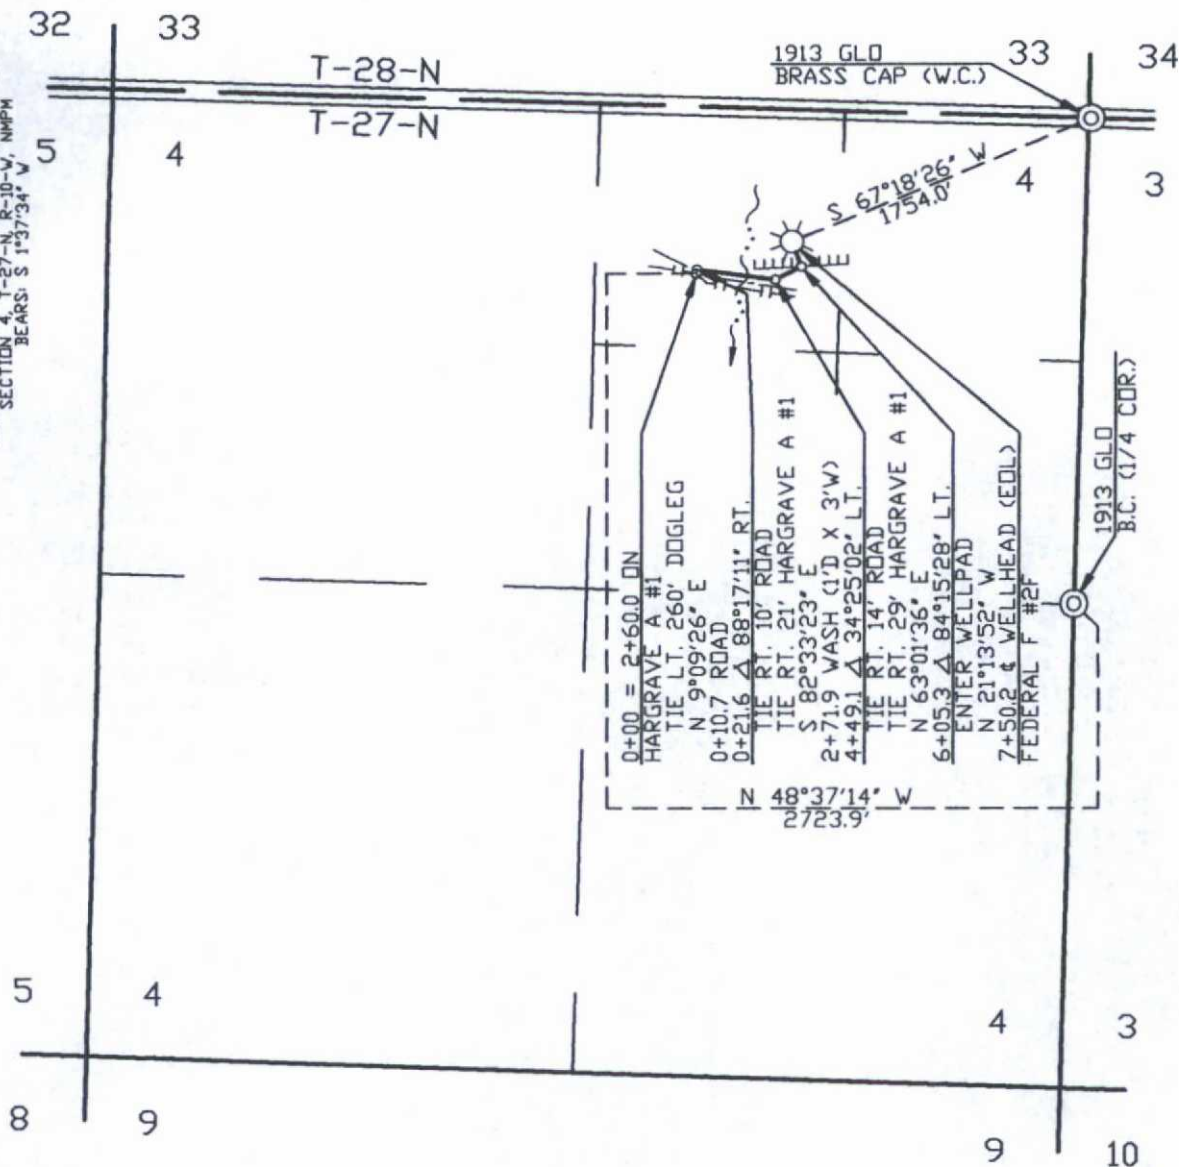 32 33
33 34
1913 GLO
BRASS CAP (W.C.)
T-28-N
T-27-N
5 4
4 3
SECTION 4, T-27-N, R-10-W, NMPM
BEARS: S 1°37'34" W
S 67°18'26" W
1754.0'
0+00 = 2+60.0 ON
HARGRAVE A #1
TIE LT. 260' DOGLEG
N 9°09'26" E
0+10.7 ROAD
0+21.6 Δ 88°17'11" RT.
TIE RT. 10' ROAD
TIE RT. 21' HARGRAVE A #1
S 82°33'23" E
2+71.9 WASH (1'D X 3'W)
4+49.1 Δ 34°25'02" LT.
TIE RT. 14' ROAD
TIE RT. 29' HARGRAVE A #1
N 63°01'36" E
6+05.3 Δ 84°15'28" LT.
ENTER WELLPAD
N 21°13'52" W
7+50.2 ¢ WELLHEAD (EOL)
FEDERAL F #2F
1913 GLO
B.C. (1/4 COR.)
N 48°37'14" W
2723.9'
5 4
4 3
8 9
9 10